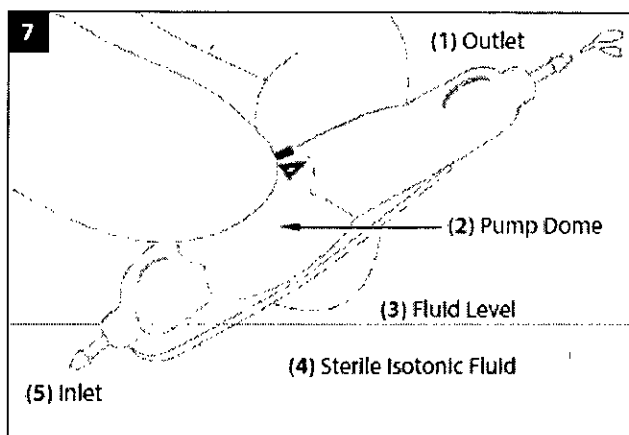 7
(1) Outlet
(2) Pump Dome
(3) Fluid Level
(4) Sterile Isotonic Fluid
(5) Inlet